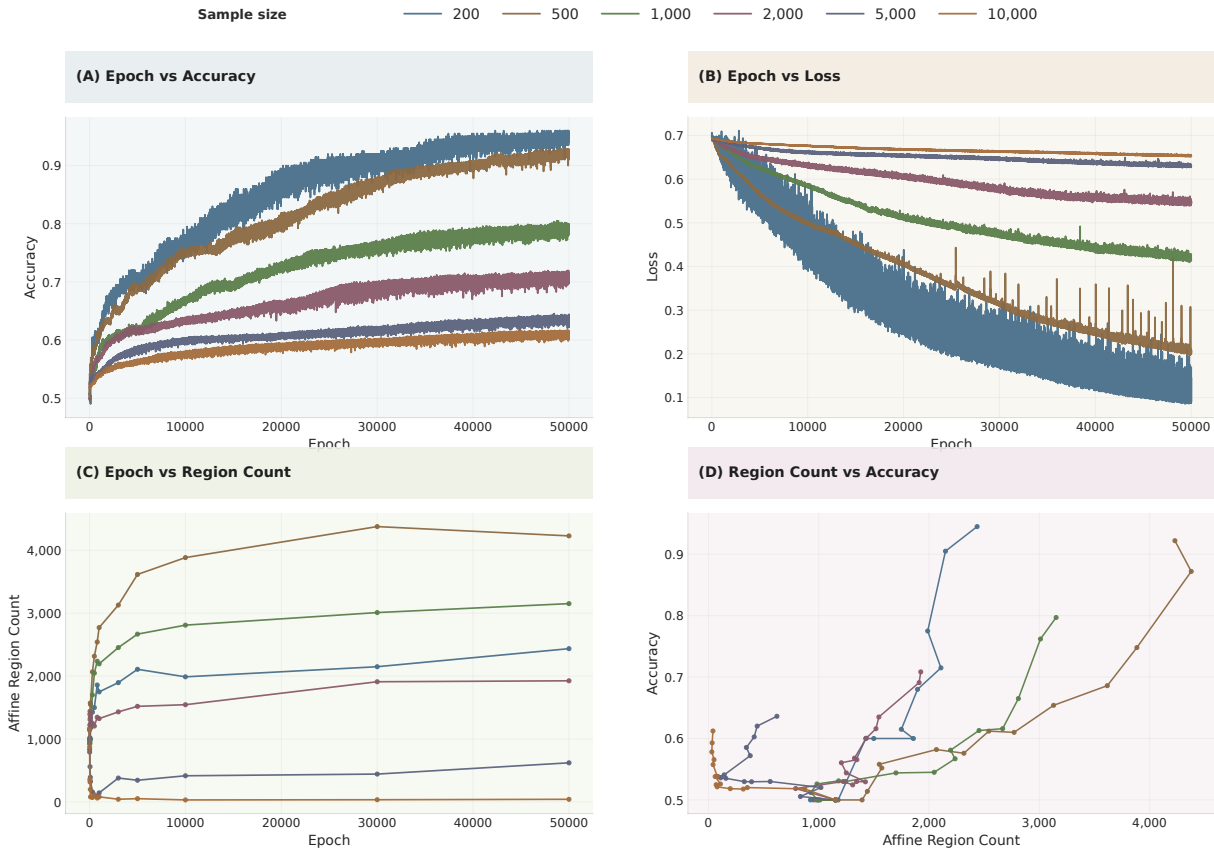 Sample size 200 500 1,000 2,000 5,000 10,000
(A) Epoch vs Accuracy
Accuracy
0.9
0.8
0.7
0.6
0.5
0 10000 20000 30000 40000 50000
Epoch
(B) Epoch vs Loss
Loss
0.7
0.6
0.5
0.4
0.3
0.2
0.1
0 10000 20000 30000 40000 50000
Epoch
(C) Epoch vs Region Count
Affine Region Count
4,000
3,000
2,000
1,000
0
0 10000 20000 30000 40000 50000
Epoch
(D) Region Count vs Accuracy
Accuracy
0.9
0.8
0.7
0.6
0.5
0 1,000 2,000 3,000 4,000
Affine Region Count